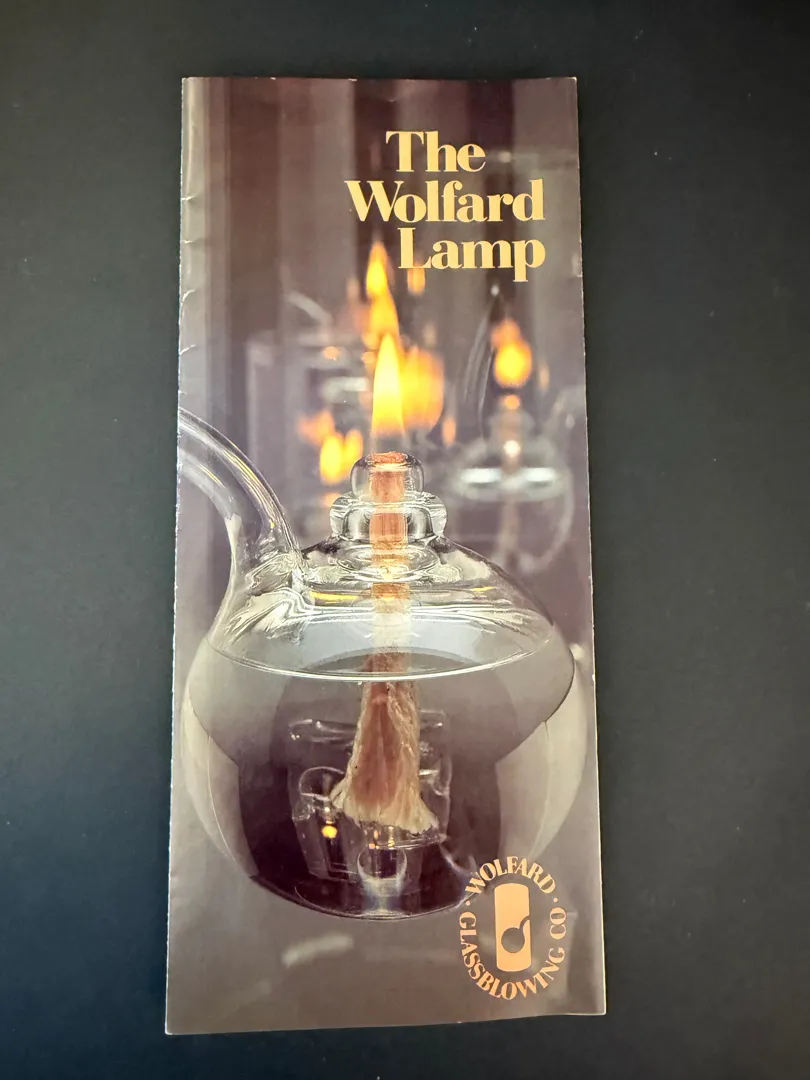 The
Wolfard
Lamp
· WOLFARD ·
GLASSBLOWING CO